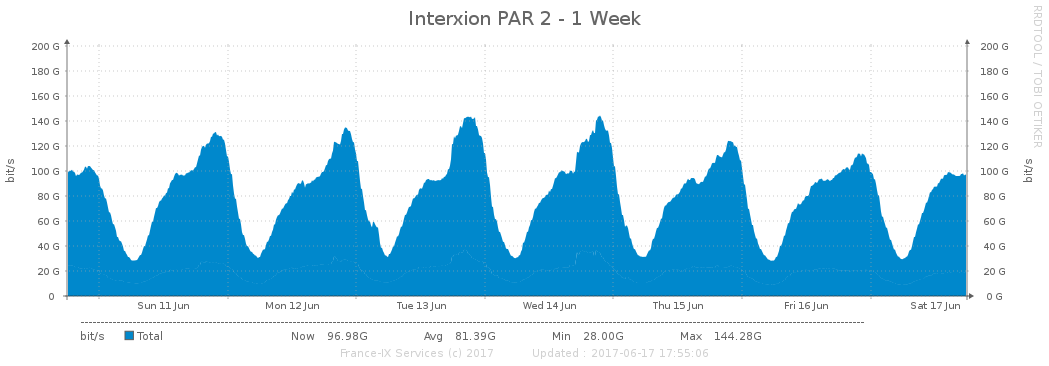 Interxion PAR 2 - 1 Week
RRDTOOL / TOBI OETIKER
200 G 200 G
180 G 180 G
160 G 160 G
140 G 140 G
120 G 120 G
100 G 100 G
80 G 80 G
60 G 60 G
40 G 40 G
20 G 20 G
0 0 G
bit/s
bit/s
Sun 11 Jun Mon 12 Jun Tue 13 Jun Wed 14 Jun Thu 15 Jun Fri 16 Jun Sat 17 Jun
bit/s Total Now 96.98G Avg 81.39G Min 28.00G Max 144.28G
France-IX Services (c) 2017 Updated : 2017-06-17 17:55:06